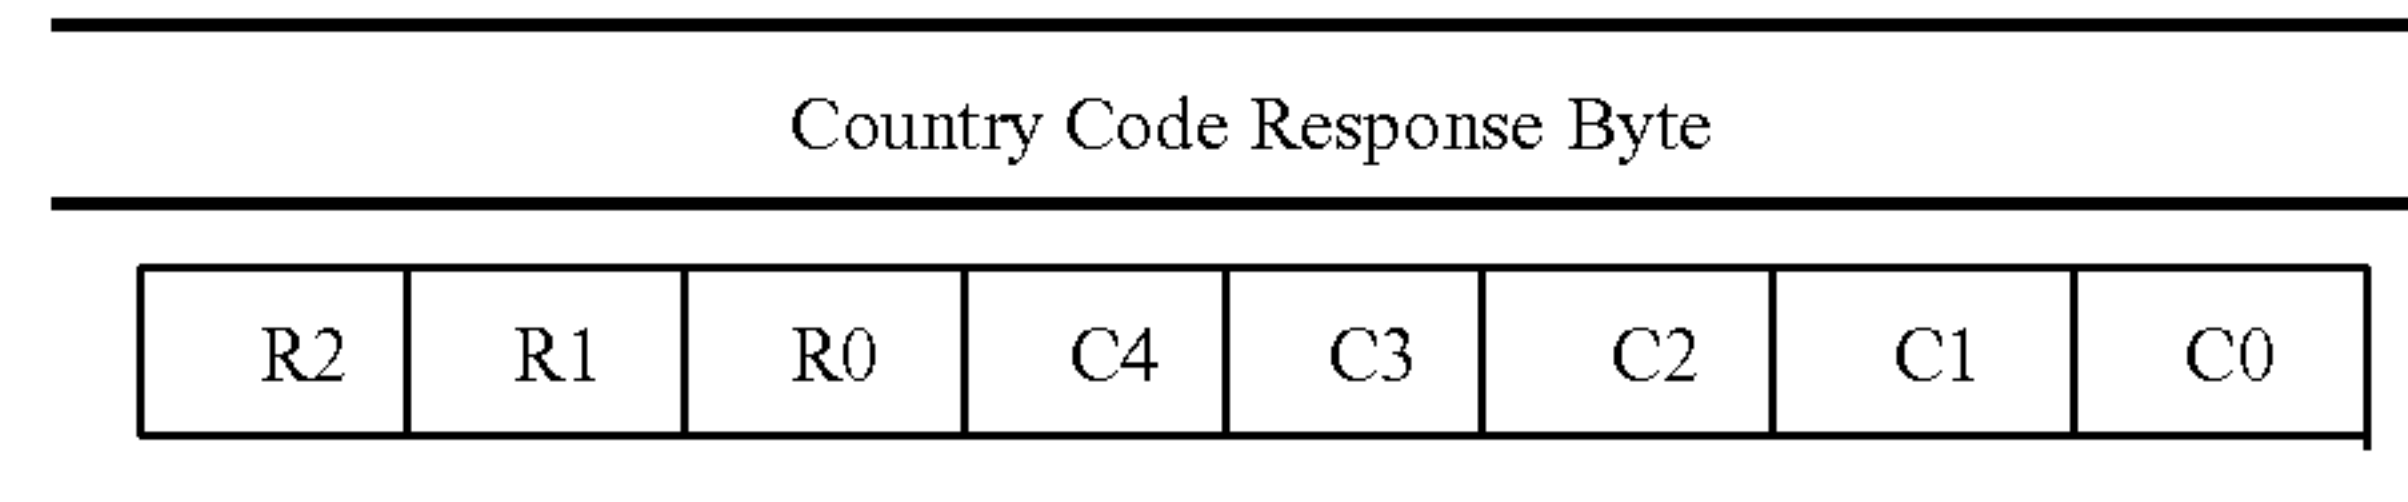 Country Code Response Byte
R2 R1 R0 C4 C3 C2 C1 C0